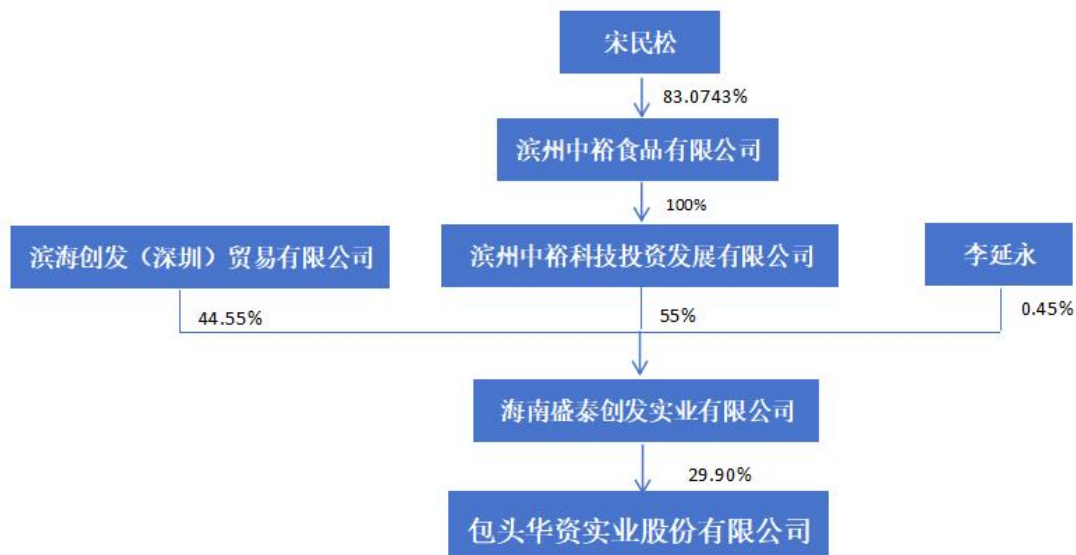 宋民松
83.0743%
滨州中裕食品有限公司
100%
滨海创发（深圳）贸易有限公司
滨州中裕科技投资发展有限公司
李延永
44.55%
55%
0.45%
海南盛泰创发实业有限公司
29.90%
包头华资实业股份有限公司